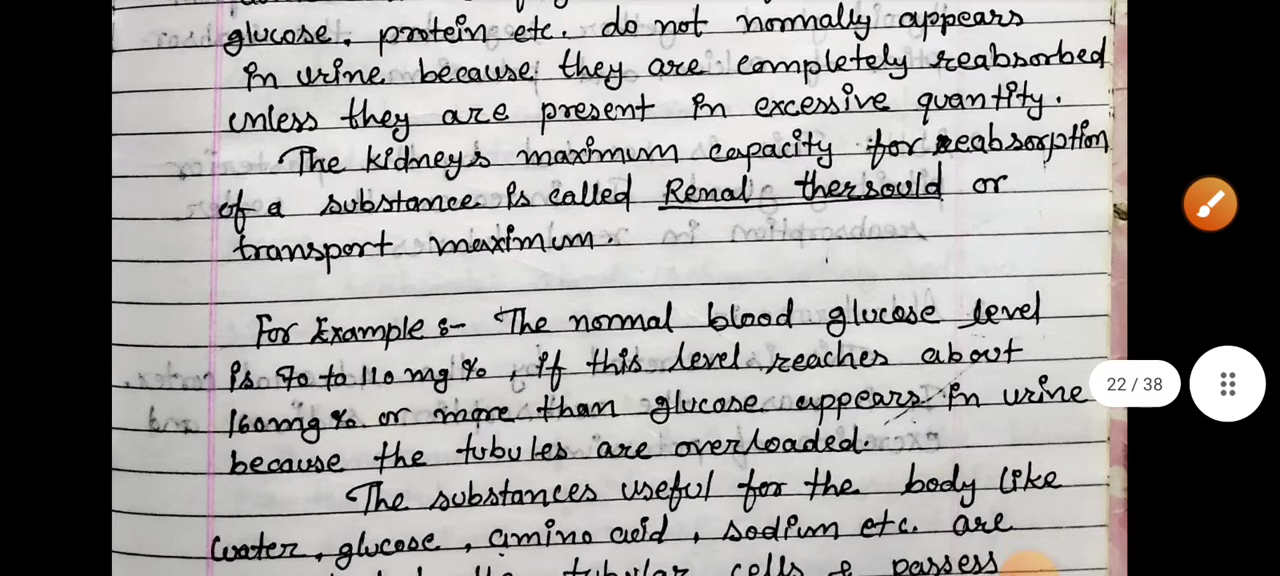 glucose, protein etc. do not normally appears
in urine because they are completely reabsorbed
unless they are present in excessive quantity.
The kidney's maximum capacity for reabsorption
of a substance is called Renal thersould or
transport maximum.
For Example :- The normal blood glucose level
is 70 to 110 mg %, if this level reaches about
160mg % or more than glucose appears in urine
22 / 38
because the tubules are overloaded.
The substances useful for the body like
water, glucose, amino acid, sodium etc. are
tubular cells & passess